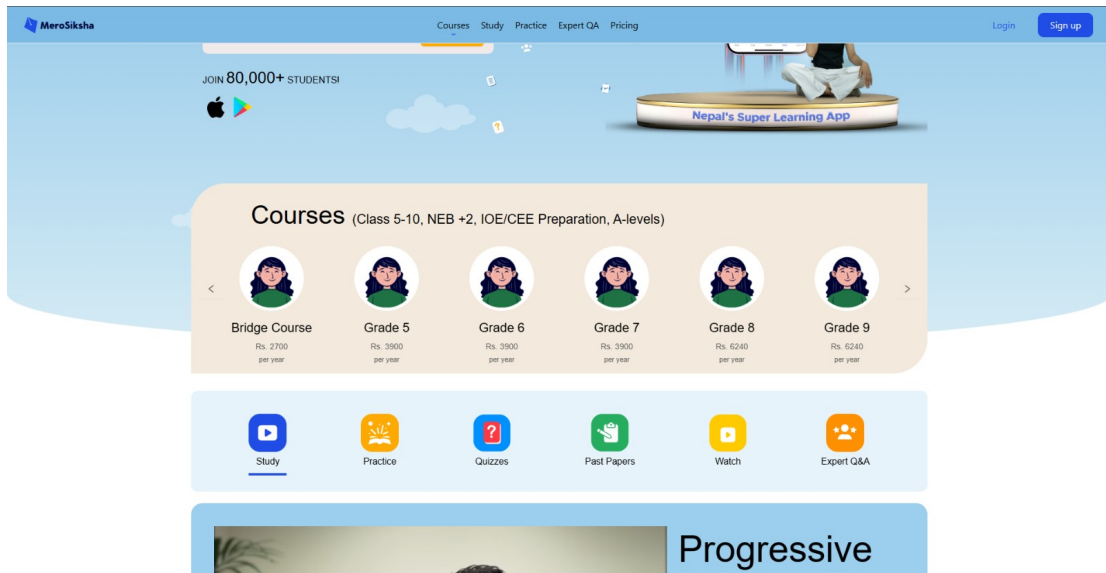 MeroSiksha
Courses Study Practice Expert QA Pricing
Login Sign up
JOIN 80,000+ STUDENTS!
Nepal's Super Learning App
Courses (Class 5-10, NEB +2, IOE/CEE Preparation, A-levels)
Bridge Course Grade 5 Grade 6 Grade 7 Grade 8 Grade 9
Rs. 2700 Rs. 3900 Rs. 3900 Rs. 3900 Rs. 6240 Rs. 6240
per year per year per year per year per year per year
Study Practice Quizzes Past Papers Watch Expert Q&A
Progressive